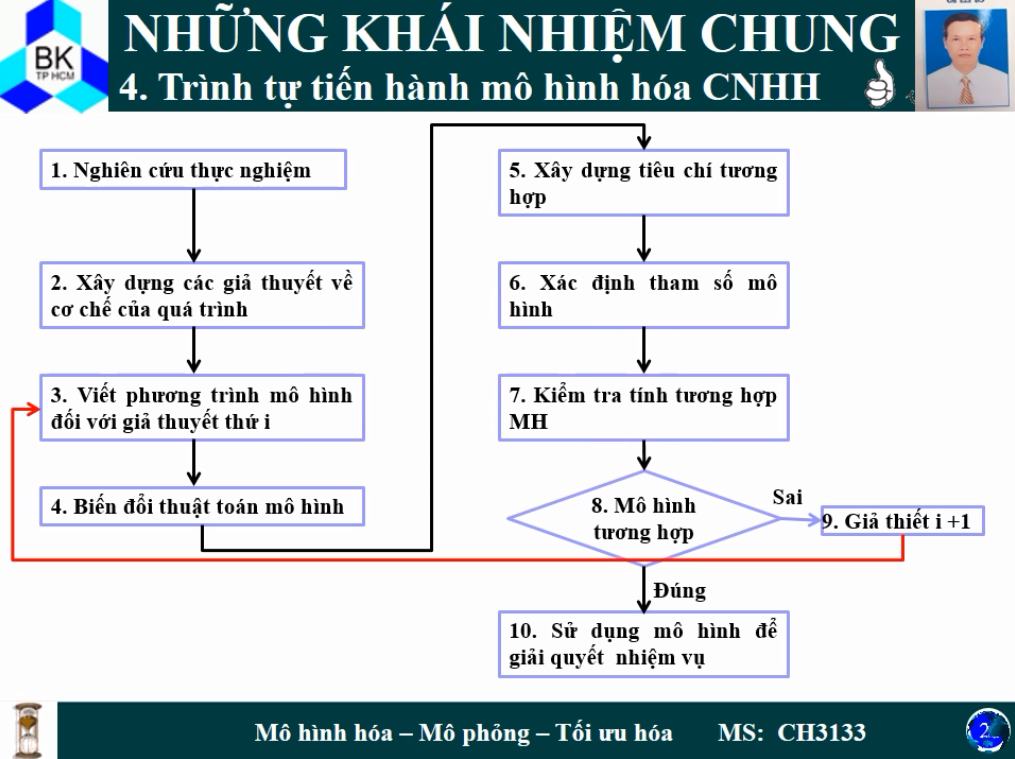 BK
TP HCM
NHỮNG KHÁI NHIỆM CHUNG
4. Trình tự tiến hành mô hình hóa CNHH
1. Nghiên cứu thực nghiệm
2. Xây dựng các giả thuyết về
cơ chế của quá trình
3. Viết phương trình mô hình
đối với giả thuyết thứ i
4. Biến đổi thuật toán mô hình
5. Xây dựng tiêu chí tương
hợp
6. Xác định tham số mô
hình
7. Kiểm tra tính tương hợp
MH
8. Mô hình
tương hợp
Sai
9. Giả thiết i +1
Đúng
10. Sử dụng mô hình để
giải quyết nhiệm vụ
Mô hình hóa – Mô phỏng – Tối ưu hóa MS: CH3133
2